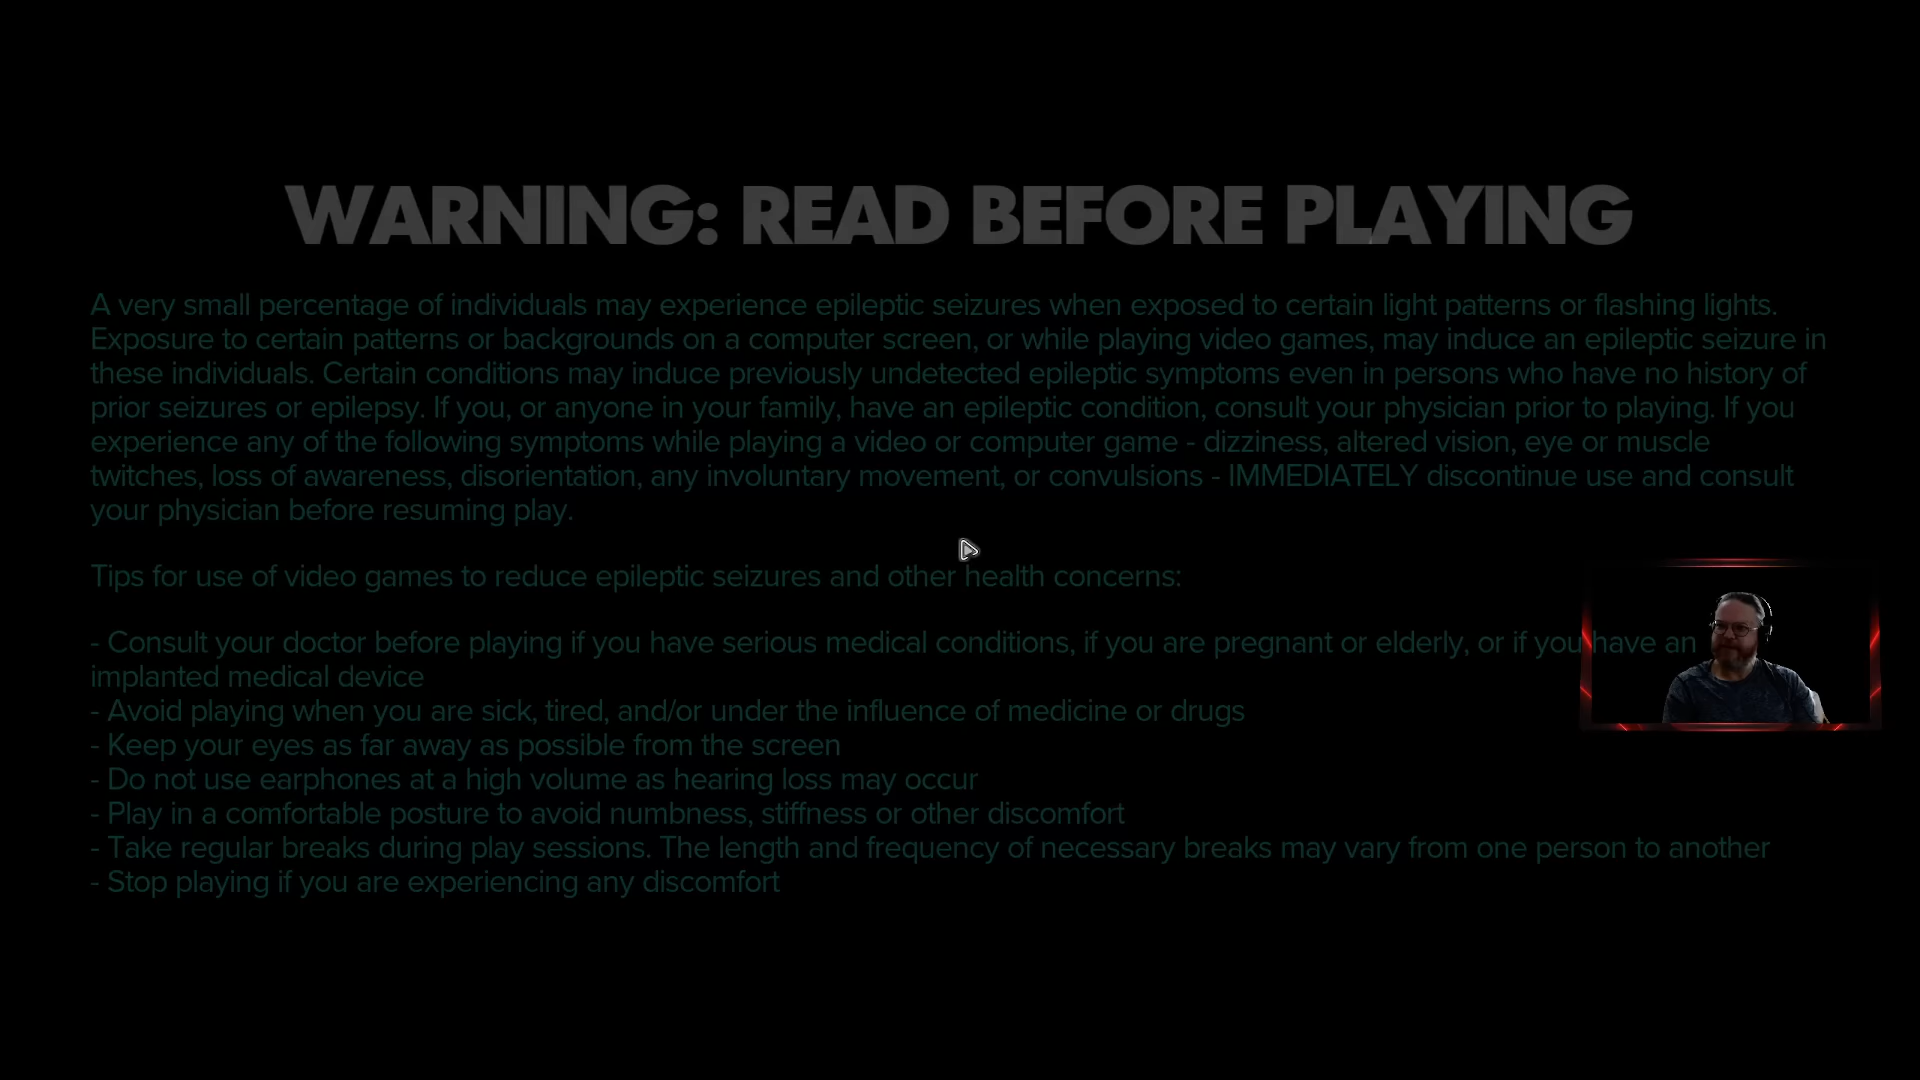 WARNING: READ BEFORE PLAYING
A very small percentage of individuals may experience epileptic seizures when exposed to certain light patterns or flashing lights.
Exposure to certain patterns or backgrounds on a computer screen, or while playing video games, may induce an epileptic seizure in
these individuals. Certain conditions may induce previously undetected epileptic symptoms even in persons who have no history of
prior seizures or epilepsy. If you, or anyone in your family, have an epileptic condition, consult your physician prior to playing. If you
experience any of the following symptoms while playing a video or computer game - dizziness, altered vision, eye or muscle
twitches, loss of awareness, disorientation, any involuntary movement, or convulsions - IMMEDIATELY discontinue use and consult
your physician before resuming play.
Tips for use of video games to reduce epileptic seizures and other health concerns:
- Consult your doctor before playing if you have serious medical conditions, if you are pregnant or elderly, or if you have an
implanted medical device
- Avoid playing when you are sick, tired, and/or under the influence of medicine or drugs
- Keep your eyes as far away as possible from the screen
- Do not use earphones at a high volume as hearing loss may occur
- Play in a comfortable posture to avoid numbness, stiffness or other discomfort
- Take regular breaks during play sessions. The length and frequency of necessary breaks may vary from one person to another
- Stop playing if you are experiencing any discomfort